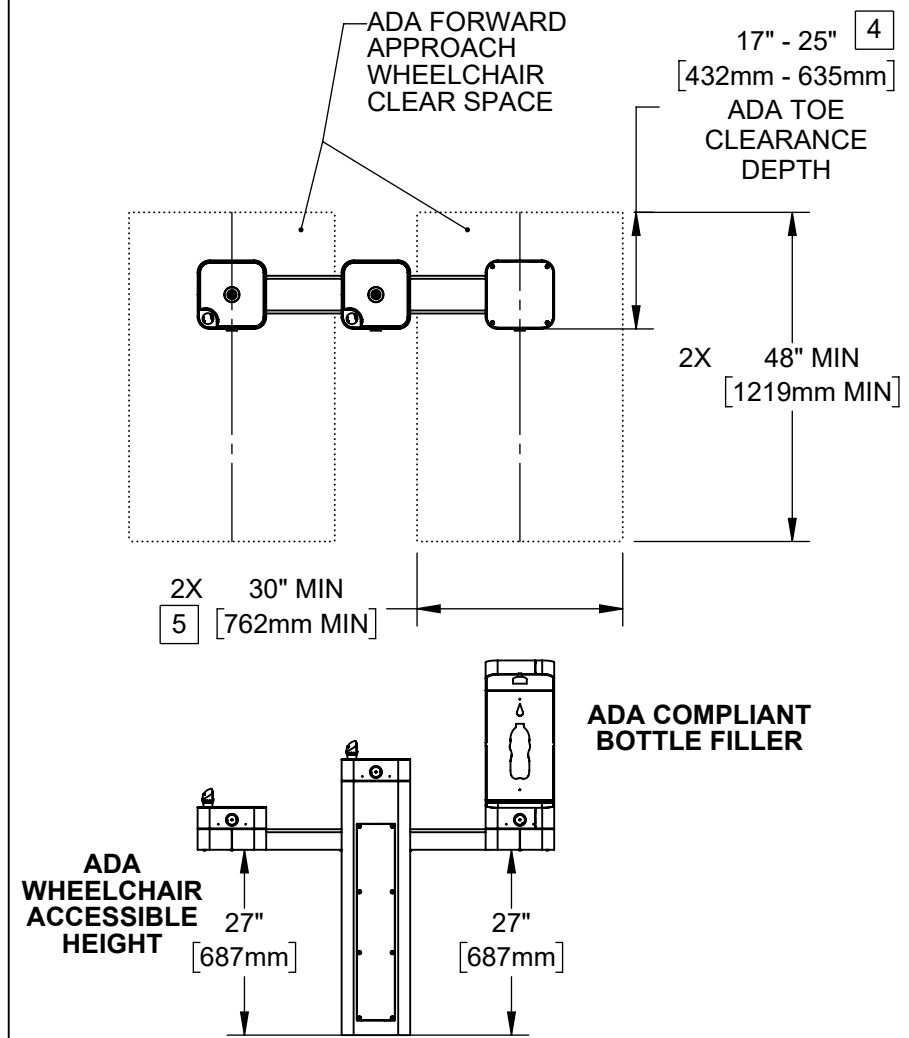 ADA FORWARD
APPROACH
WHEELCHAIR
CLEAR SPACE
17" - 25" 4
[432mm - 635mm]
ADA TOE
CLEARANCE
DEPTH
2X 48" MIN
[1219mm MIN]
2X 30" MIN
5 [762mm MIN]
ADA COMPLIANT
BOTTLE FILLER
ADA
WHEELCHAIR
ACCESSIBLE
HEIGHT
27"
[687mm]
27"
[687mm]